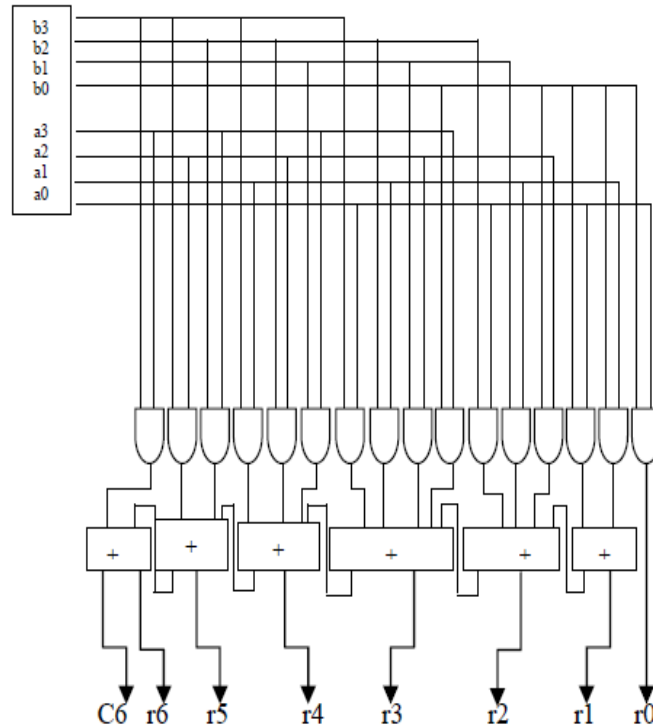 b3
b2
b1
b0
a3
a2
a1
a0
+ + + + + +
C6 r6 r5 r4 r3 r2 r1 r0